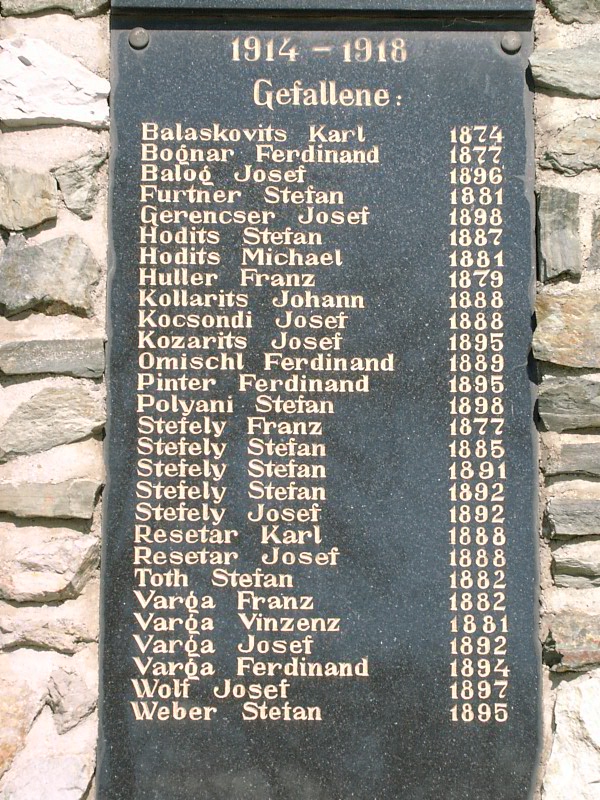 1914 - 1918
Gefallene:
Balaskovits Karl 1874
Bognar Ferdinand 1877
Balog Josef 1896
Furtner Stefan 1881
Gerencser Josef 1898
Hodits Stefan 1887
Hodits Michael 1881
Huller Franz 1879
Kollarits Johann 1888
Kocsondi Josef 1888
Kozarits Josef 1895
Omischl Ferdinand 1889
Pinter Ferdinand 1895
Polyani Stefan 1898
Stefely Franz 1877
Stefely Stefan 1885
Stefely Stefan 1891
Stefely Stefan 1892
Stefely Josef 1892
Resetar Karl 1888
Resetar Josef 1888
Toth Stefan 1882
Varga Franz 1882
Varga Vinzenz 1881
Varga Josef 1892
Varga Ferdinand 1894
Wolf Josef 1897
Weber Stefan 1895